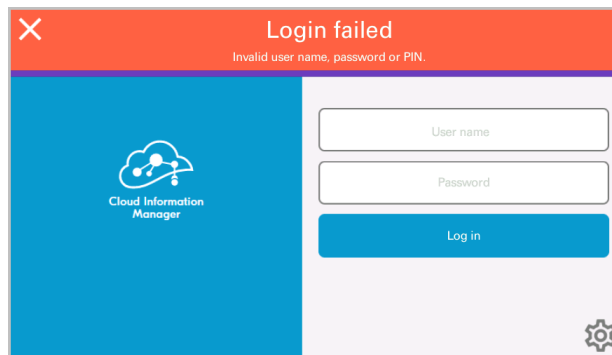 Login failed
Invalid user name, password or PIN.
User name
Password
Log in
Cloud Information
Manager